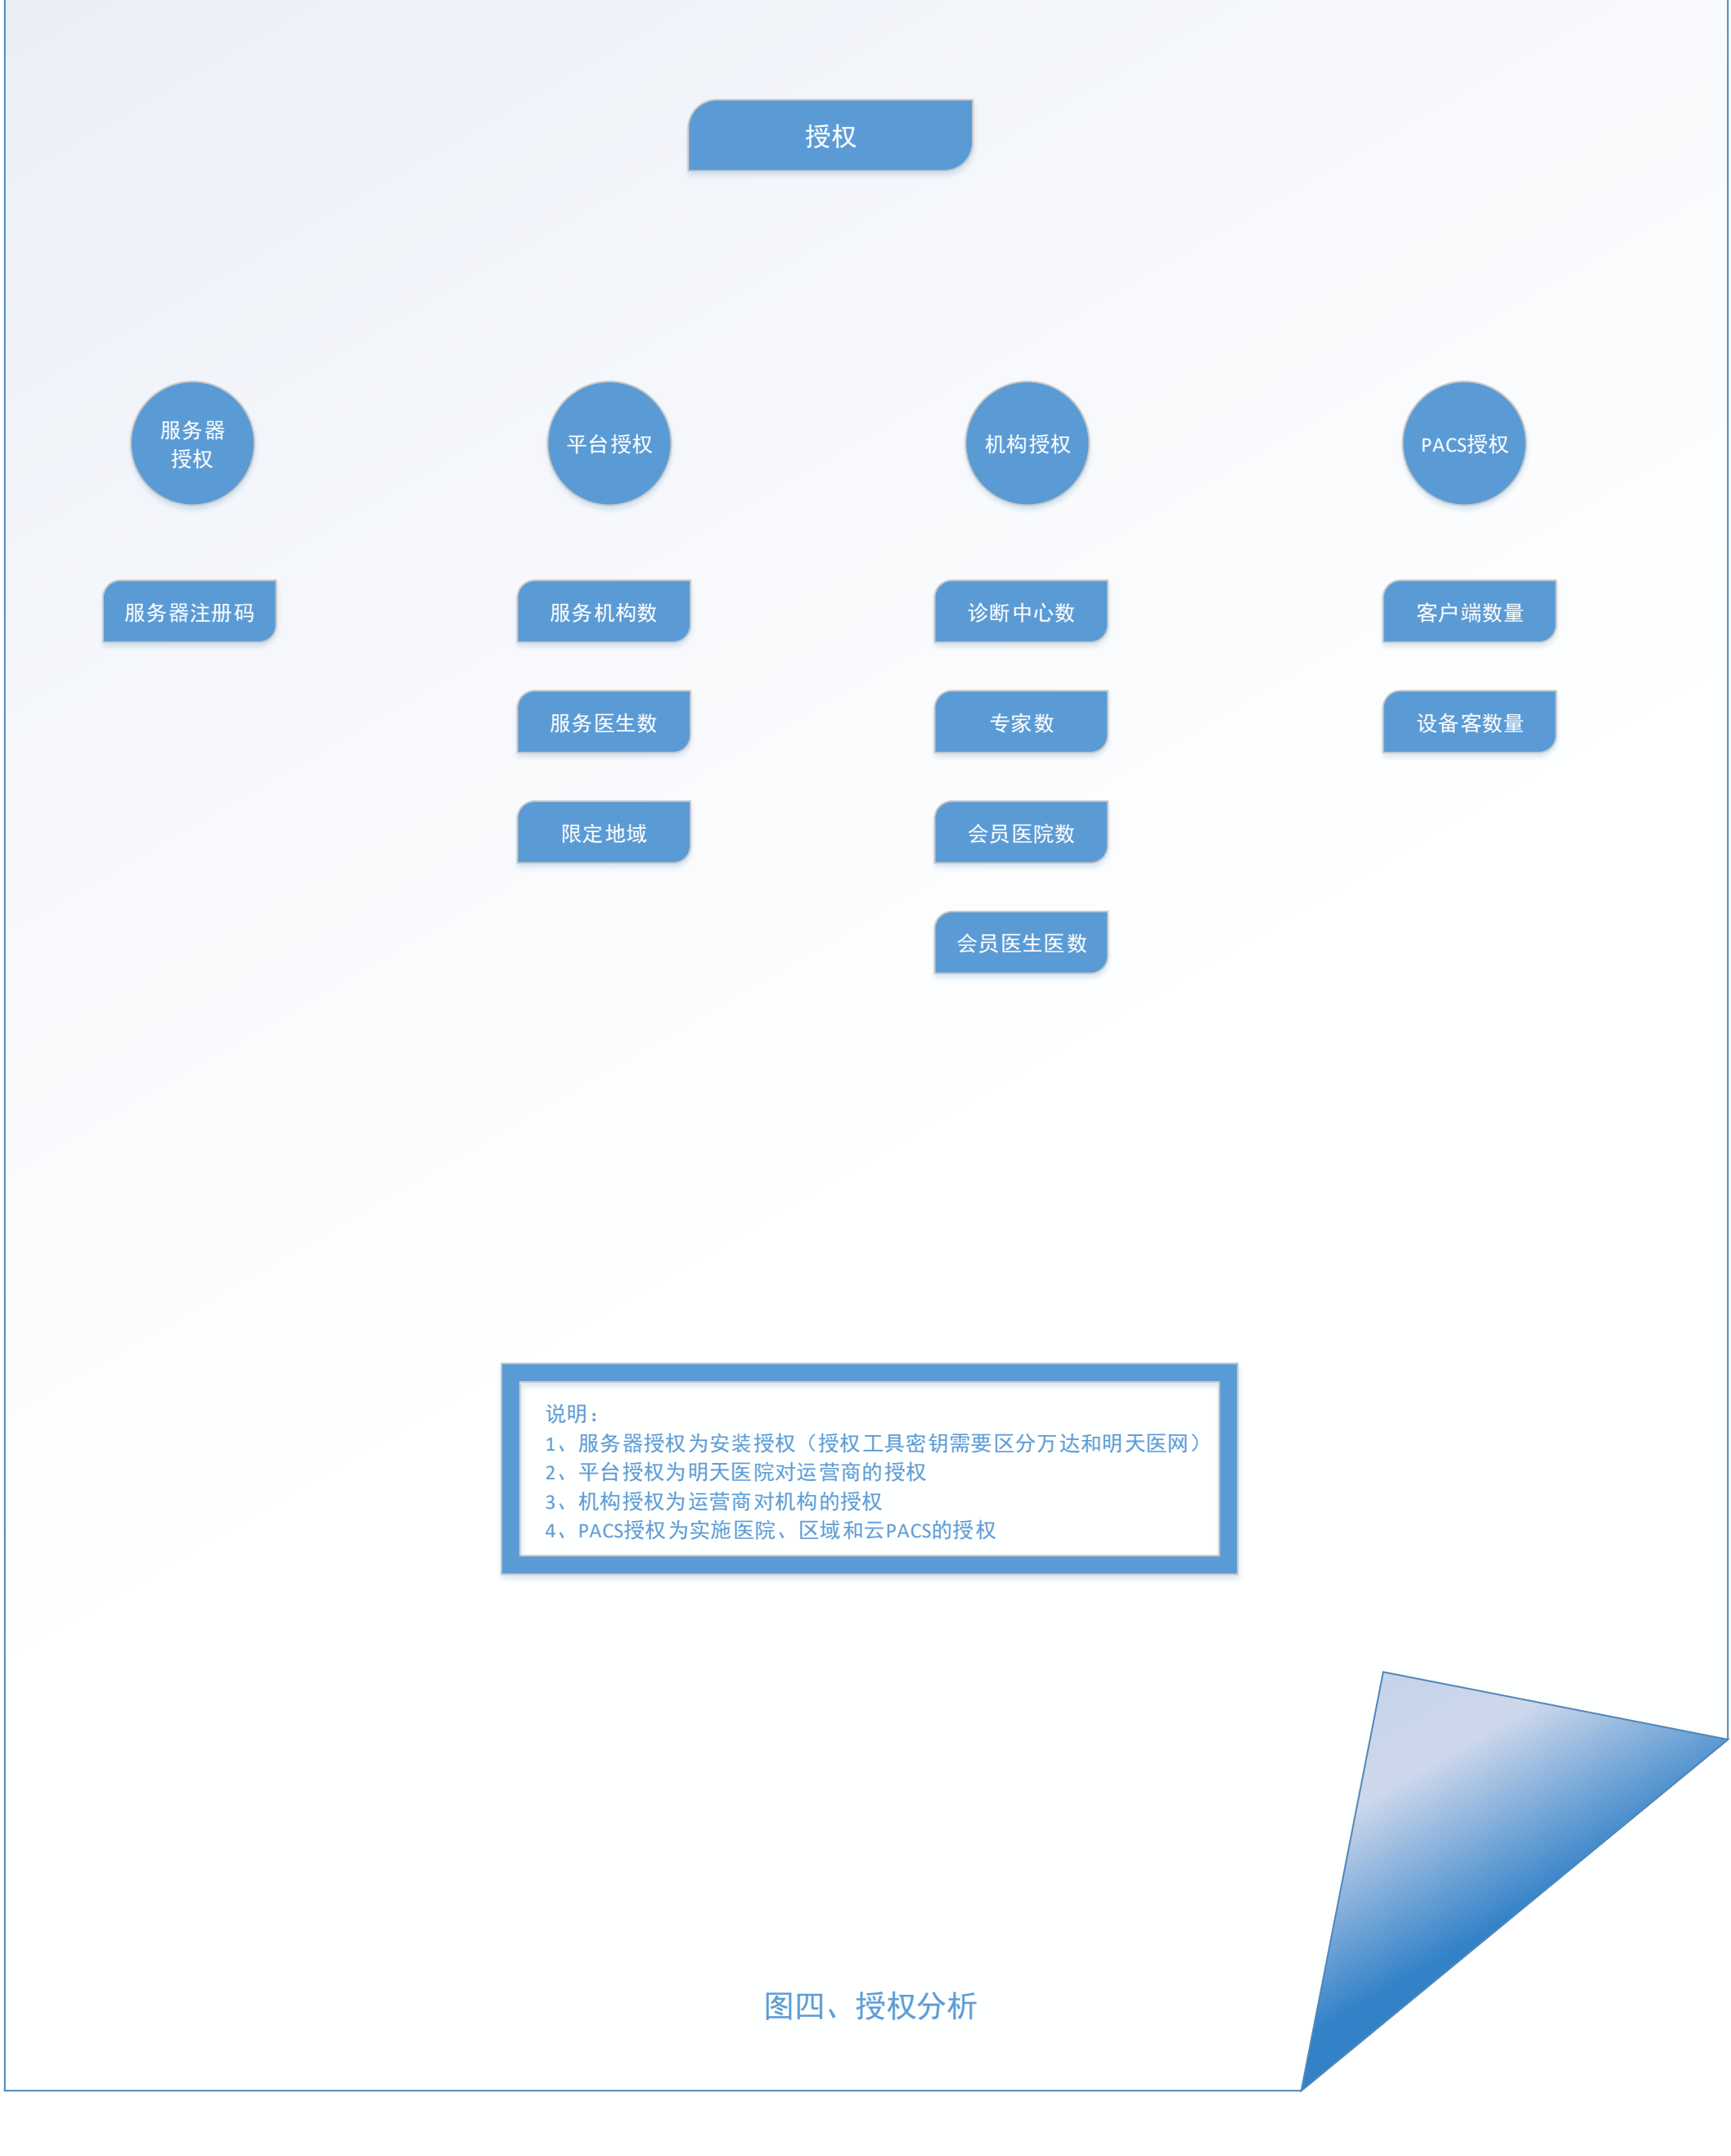 授权
服务器
授权
平台授权
机构授权
PACS授权
服务器注册码
服务机构数
诊断中心数
客户端数量
服务医生数
专家数
设备客数量
限定地域
会员医院数
会员医生医数
说明：
1、服务器授权为安装授权（授权工具密钥需要区分万达和明天医网）
2、平台授权为明天医院对运营商的授权
3、机构授权为运营商对机构的授权
4、PACS授权为实施医院、区域和云PACS的授权
图四、授权分析